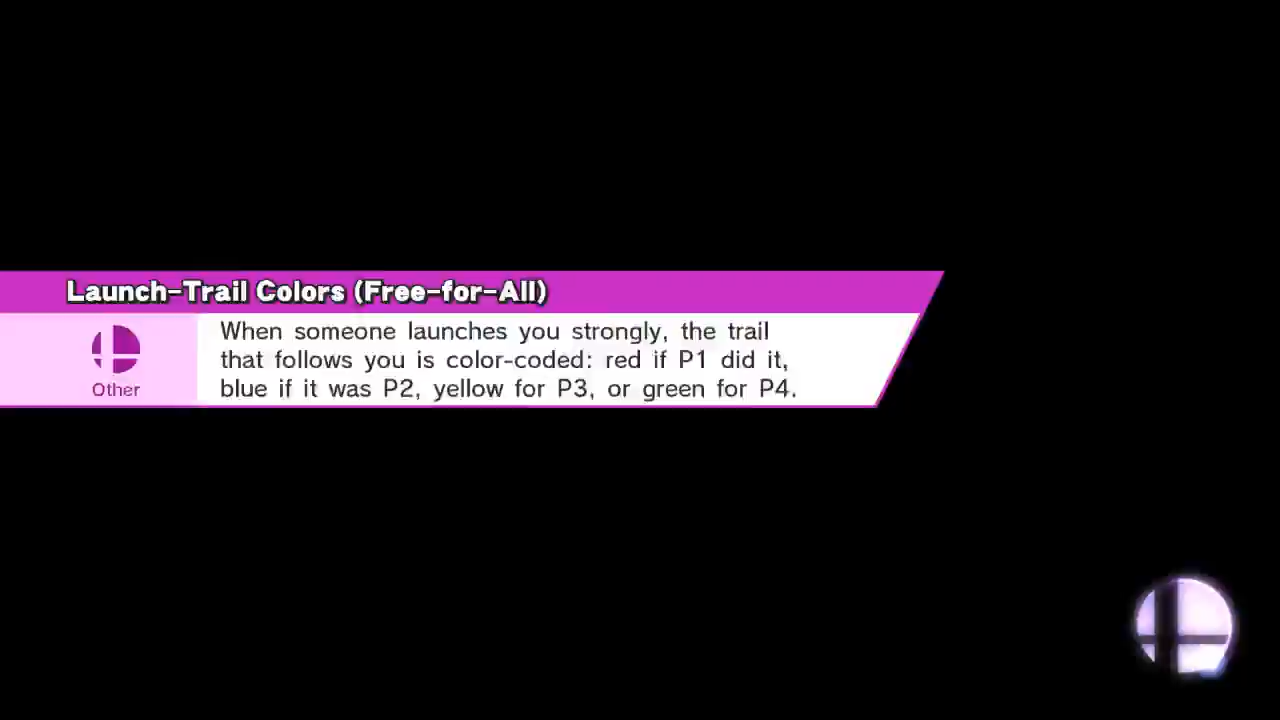 Launch-Trail Colors (Free-for-All)
Other
When someone launches you strongly, the trail
that follows you is color-coded: red if P1 did it,
blue if it was P2, yellow for P3, or green for P4.